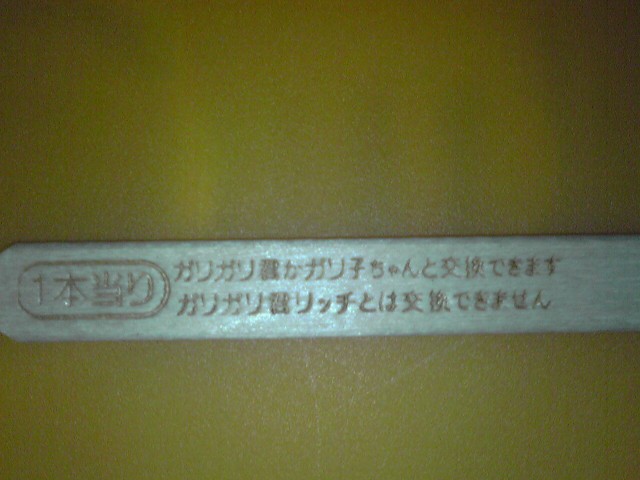 1本当り
ガリガリ君かガリ子ちゃんと交換できます
ガリガリ君リッチとは交換できません